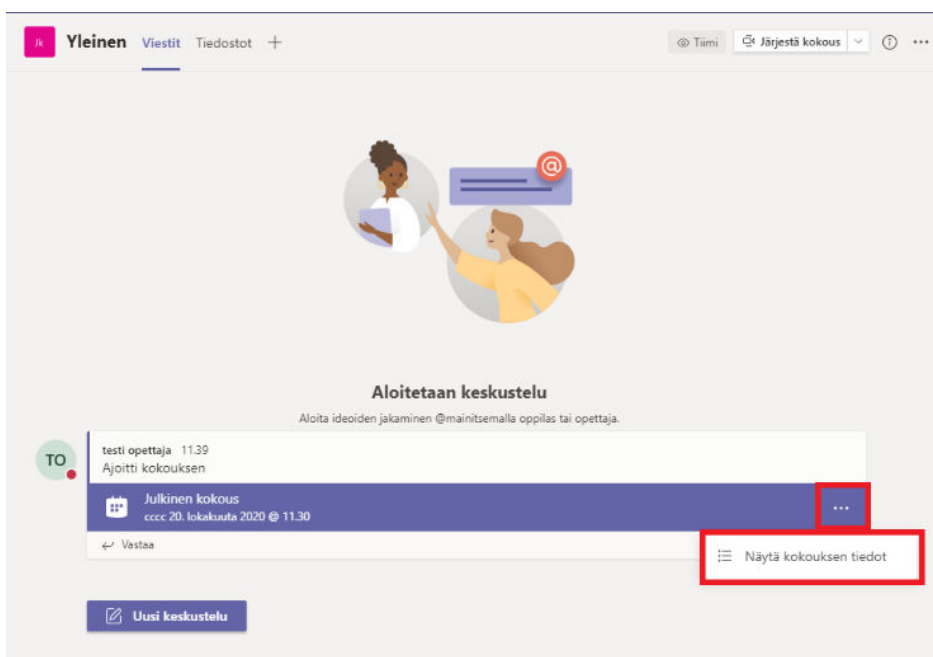 Jk Yleinen Viestit Tiedostot + Tiimi Järjestä kokous
@
Aloitetaan keskustelu
Aloita ideoiden jakaminen @mainitsemalla oppilas tai opettaja.
TO
testi opettaja 11.39
Ajoitti kokouksen
Julkinen kokous
cccc 20. lokakuuta 2020 @ 11.30
Vastaa
Näytä kokouksen tiedot
Uusi keskustelu